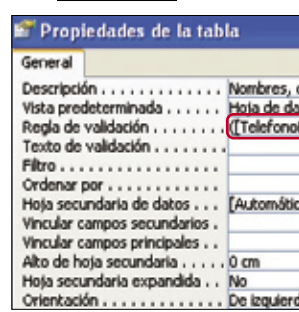 Propiedades de la tabla
General
Descripción . . . . . . . . . . . . . Nombres,
Vista predeterminada . . . . . . Hoja de
Regla de validación . . . . . . . . ([Telefono
Texto de validación . . . . . . . .
Filtro . . . . . . . . . . . . . . . . . .
Ordenar por . . . . . . . . . . . .
Hoja secundaria de datos . . . [Automátic
Vincular campos secundarios .
Vincular campos principales . .
Alto de hoja secundaria . . . . . 0 cm
Hoja secundaria expandida . . No
Orientación . . . . . . . . . . . . . De izquierd